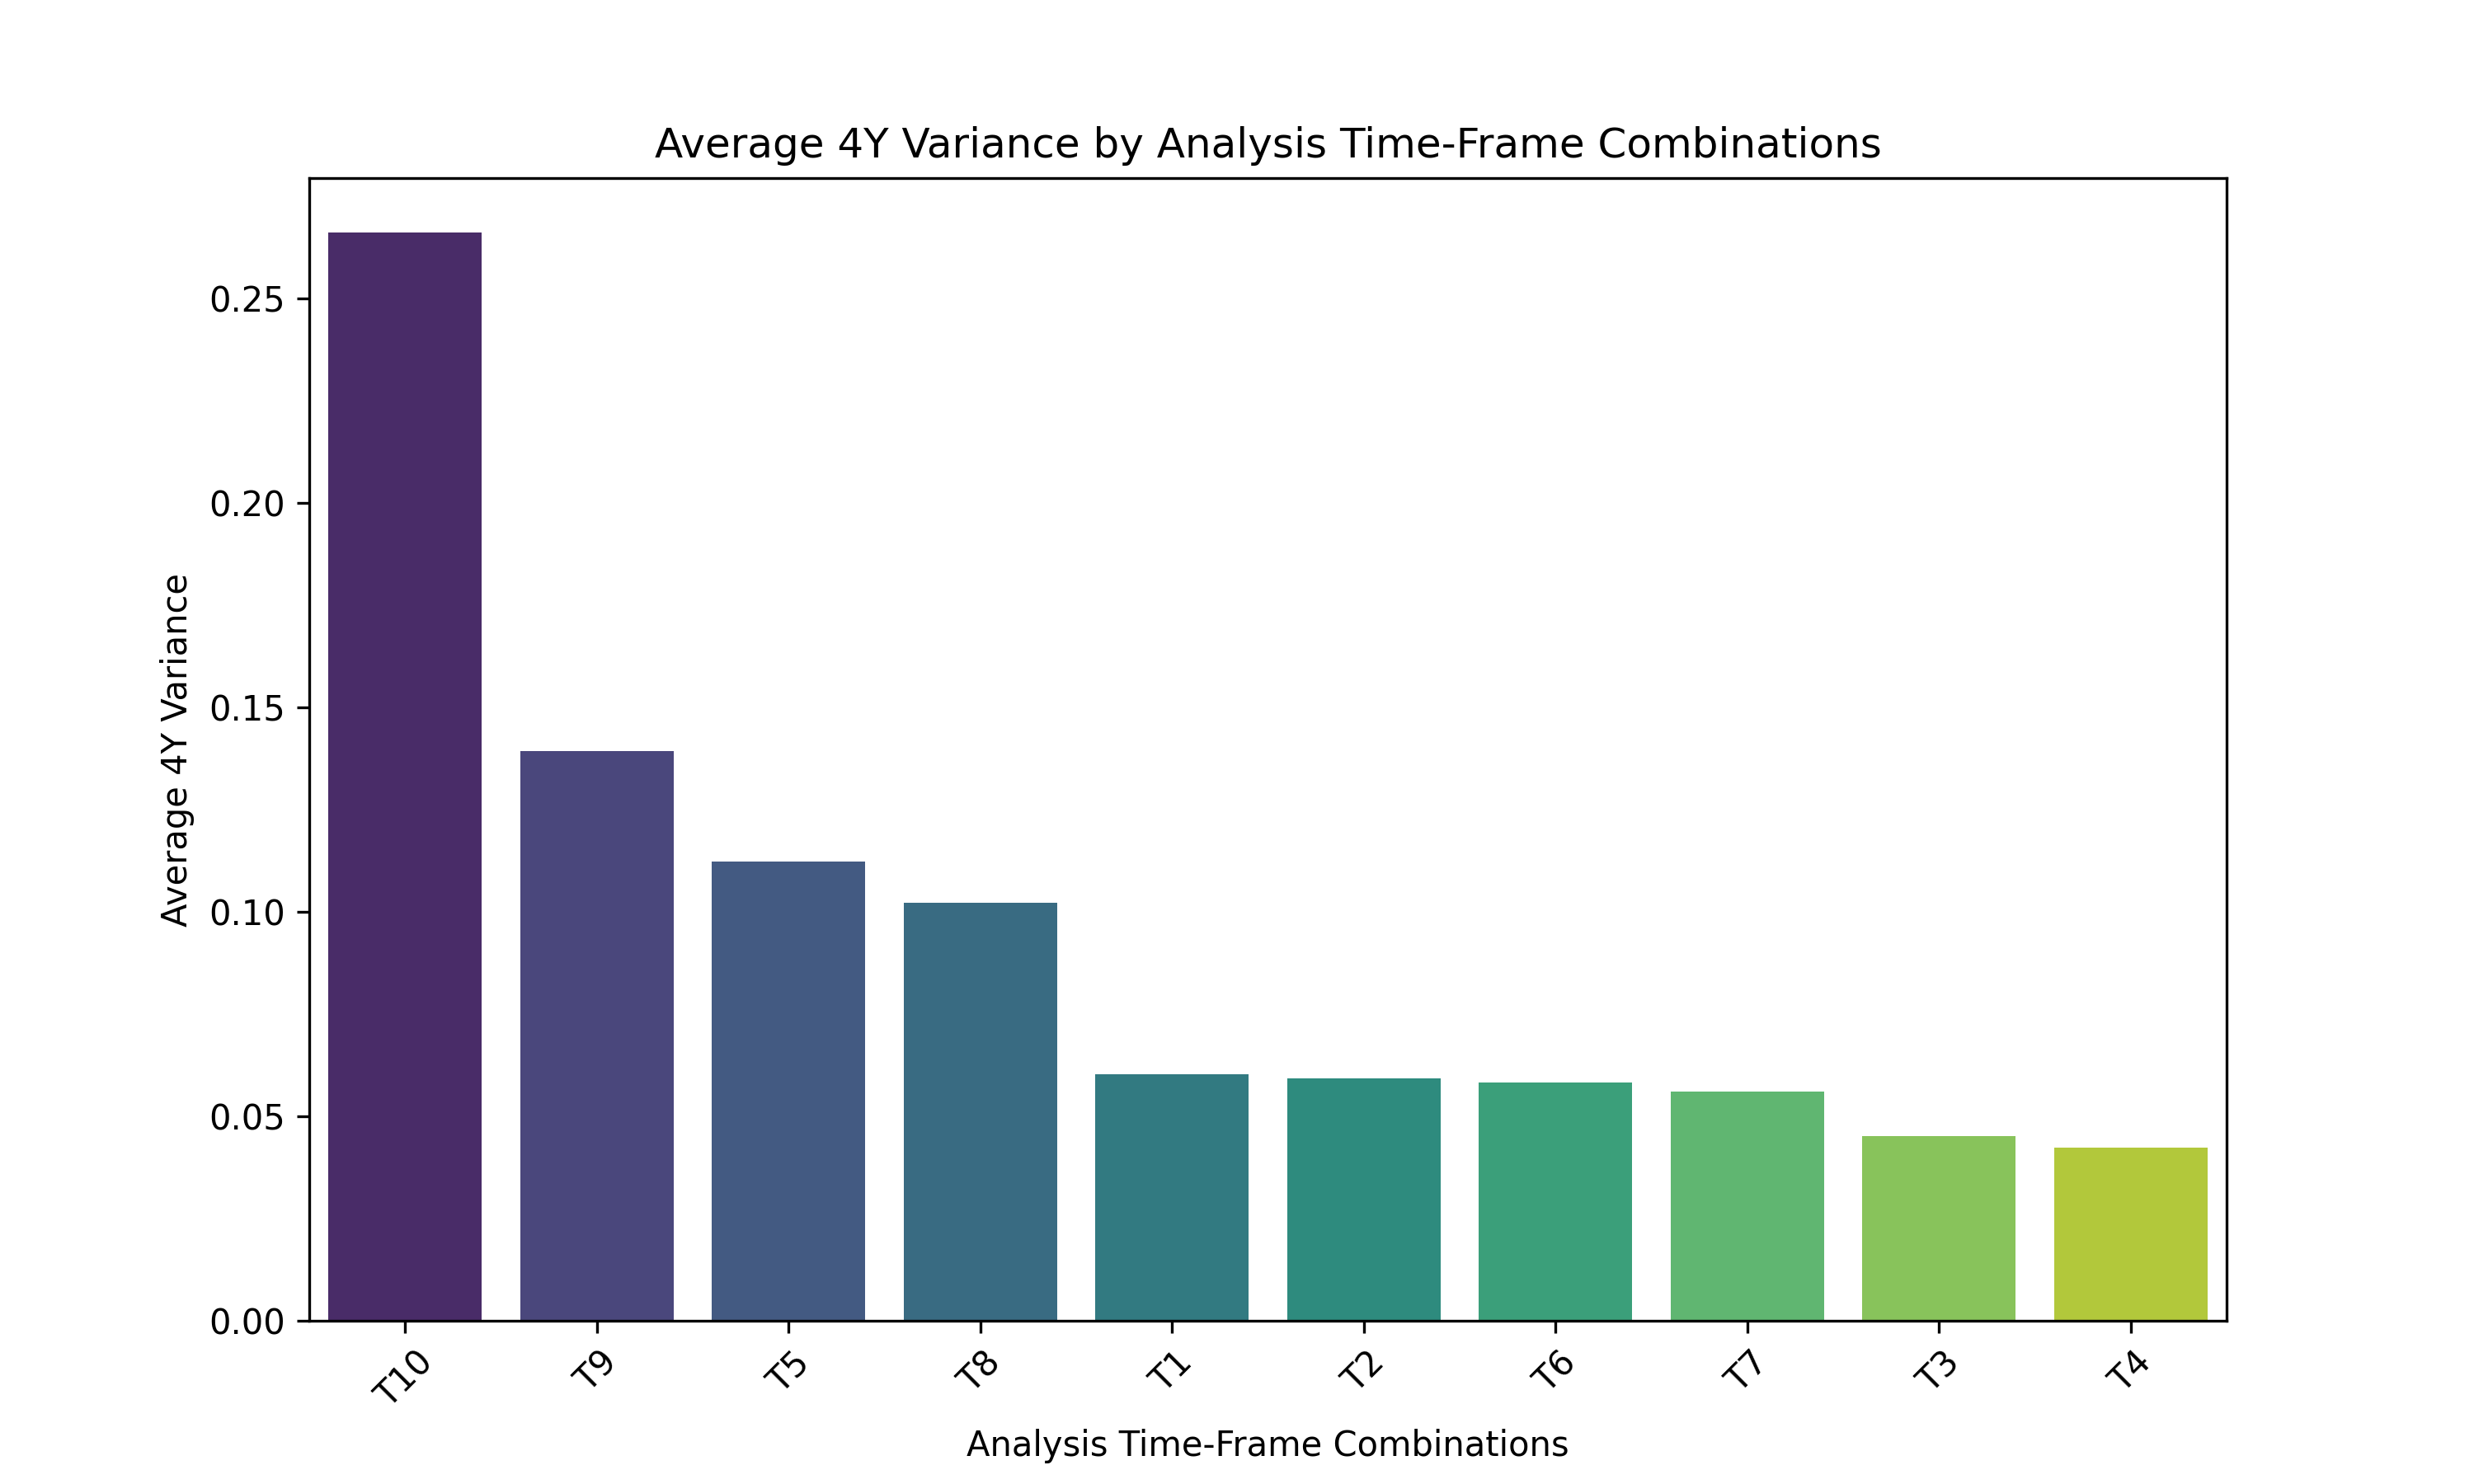 Average 4Y Variance by Analysis Time-Frame Combinations
Average 4Y Variance
0.25
0.20
0.15
0.10
0.05
0.00
T10 T9 T5 T8 T1 T2 T6 T7 T3 T4
Analysis Time-Frame Combinations